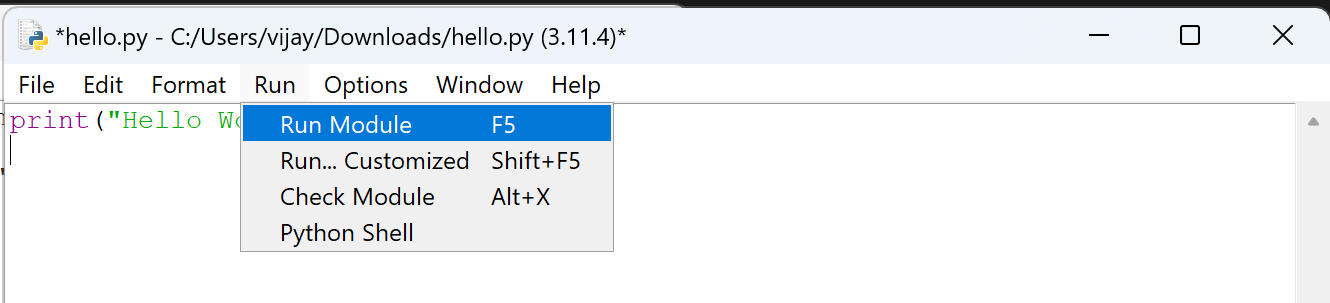 *hello.py - C:/Users/vijay/Downloads/hello.py (3.11.4)*
File Edit Format Run Options Window Help
print("Hello
Run Module F5
Run... Customized Shift+F5
Check Module Alt+X
Python Shell